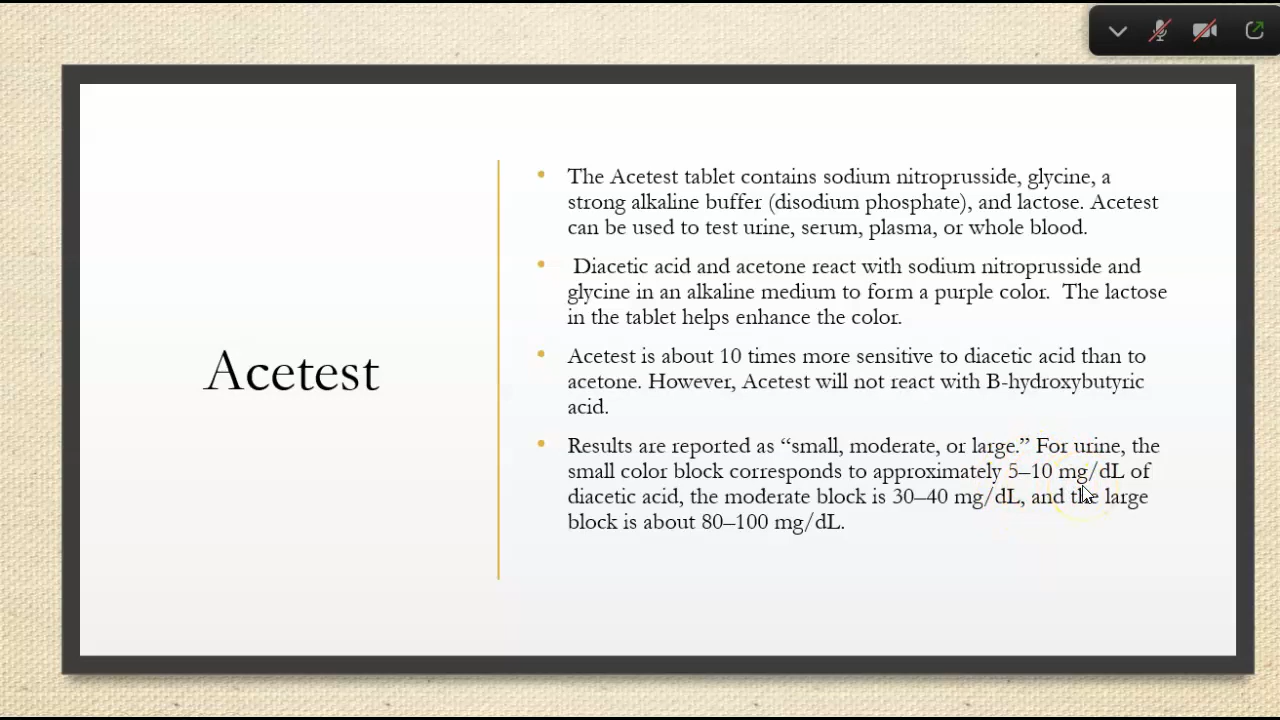 Acetest
• The Acetest tablet contains sodium nitroprusside, glycine, a
strong alkaline buffer (disodium phosphate), and lactose. Acetest
can be used to test urine, serum, plasma, or whole blood.
• Diacetic acid and acetone react with sodium nitroprusside and
glycine in an alkaline medium to form a purple color.  The lactose
in the tablet helps enhance the color.
• Acetest is about 10 times more sensitive to diacetic acid than to
acetone. However, Acetest will not react with B-hydroxybutyric
acid.
• Results are reported as “small, moderate, or large.” For urine, the
small color block corresponds to approximately 5–10 mg/dL of
diacetic acid, the moderate block is 30–40 mg/dL, and the large
block is about 80–100 mg/dL.